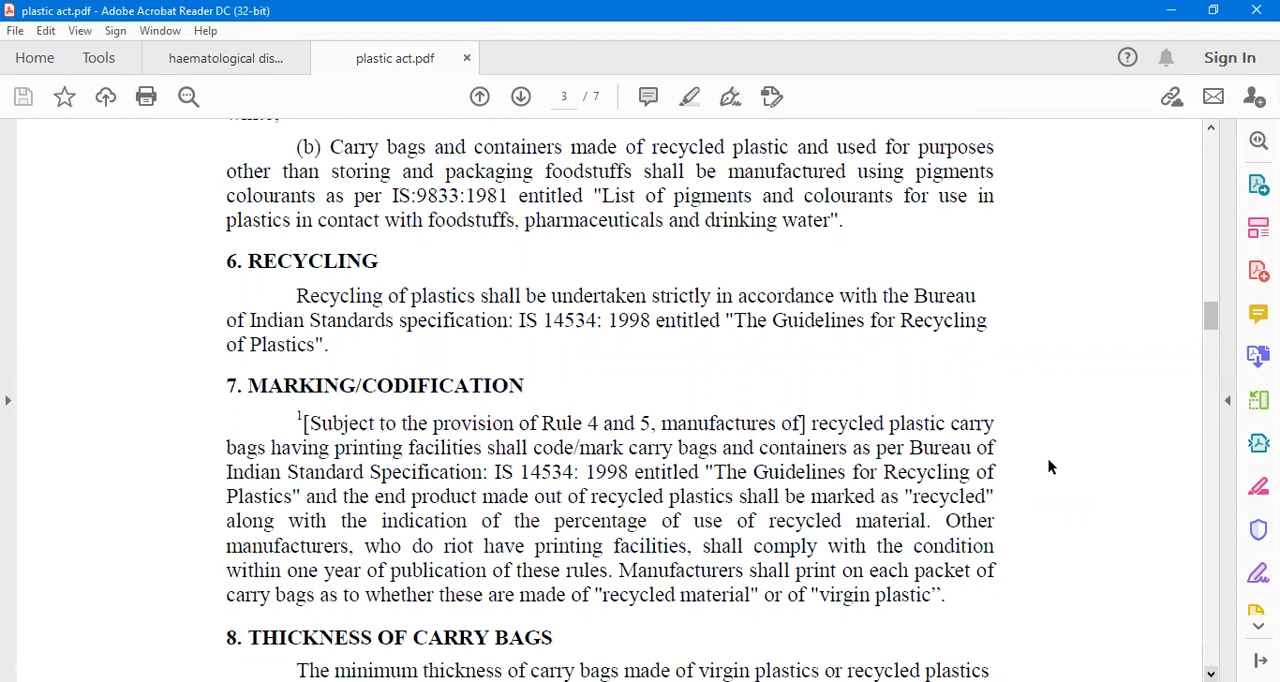 plastic act.pdf - Adobe Acrobat Reader DC (32-bit)
File Edit View Sign Window Help
Home Tools haematological dis... plastic act.pdf × Sign In
3 / 7
(b) Carry bags and containers made of recycled plastic and used for purposes
other than storing and packaging foodstuffs shall be manufactured using pigments
colourants as per IS:9833:1981 entitled "List of pigments and colourants for use in
plastics in contact with foodstuffs, pharmaceuticals and drinking water".
6. RECYCLING
Recycling of plastics shall be undertaken strictly in accordance with the Bureau
of Indian Standards specification: IS 14534: 1998 entitled "The Guidelines for Recycling
of Plastics".
7. MARKING/CODIFICATION
1[Subject to the provision of Rule 4 and 5, manufactures of] recycled plastic carry
bags having printing facilities shall code/mark carry bags and containers as per Bureau of
Indian Standard Specification: IS 14534: 1998 entitled "The Guidelines for Recycling of
Plastics" and the end product made out of recycled plastics shall be marked as "recycled"
along with the indication of the percentage of use of recycled material. Other
manufacturers, who do riot have printing facilities, shall comply with the condition
within one year of publication of these rules. Manufacturers shall print on each packet of
carry bags as to whether these are made of "recycled material" or of "virgin plastic”.
8. THICKNESS OF CARRY BAGS
The minimum thickness of carry bags made of virgin plastics or recycled plastics